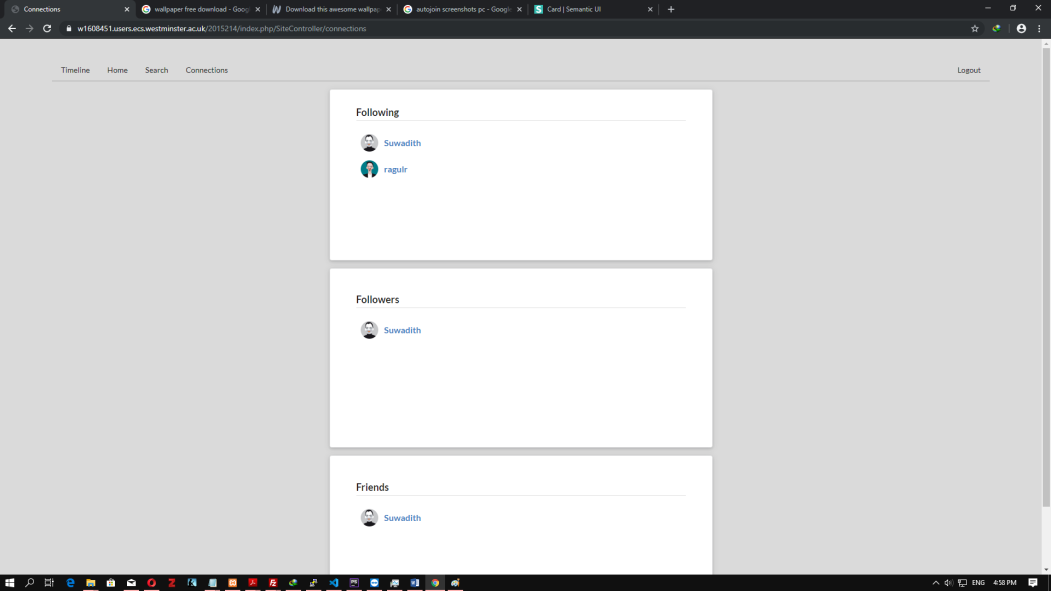 Connections
wallpaper free download - Goog
Download this awesome wallpap
autojoin screenshots pc - Google
Card | Semantic UI
w1608451.users.ecs.westminster.ac.uk/2015214/index.php/SiteController/connections
Timeline Home Search Connections Logout
Following
Suwadith
ragulr
Followers
Suwadith
Friends
Suwadith
ENG 4:58 PM